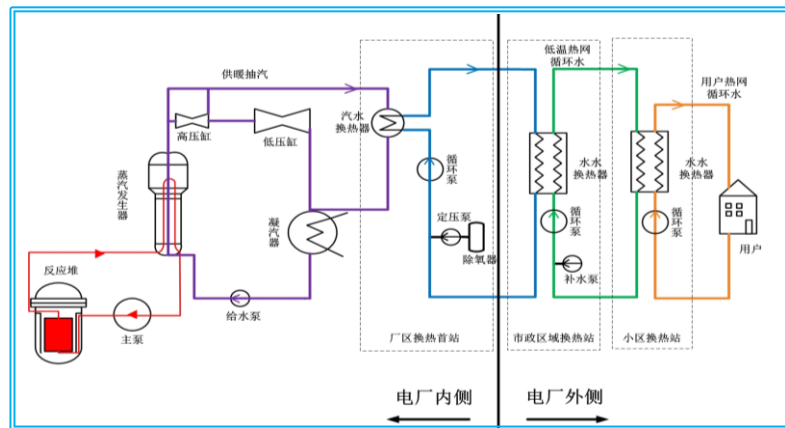 供暖抽汽
高压缸
低压缸
汽水
换热器
低温热网
循环水
用户热网
循环水
蒸汽发生器
循环泵
水水
换热器
水水
换热器
凝汽器
定压泵
除氧器
循环泵
循环泵
补水泵
用户
反应堆
主泵
给水泵
厂区换热首站
市政区域换热站
小区换热站
电厂内侧
电厂外侧